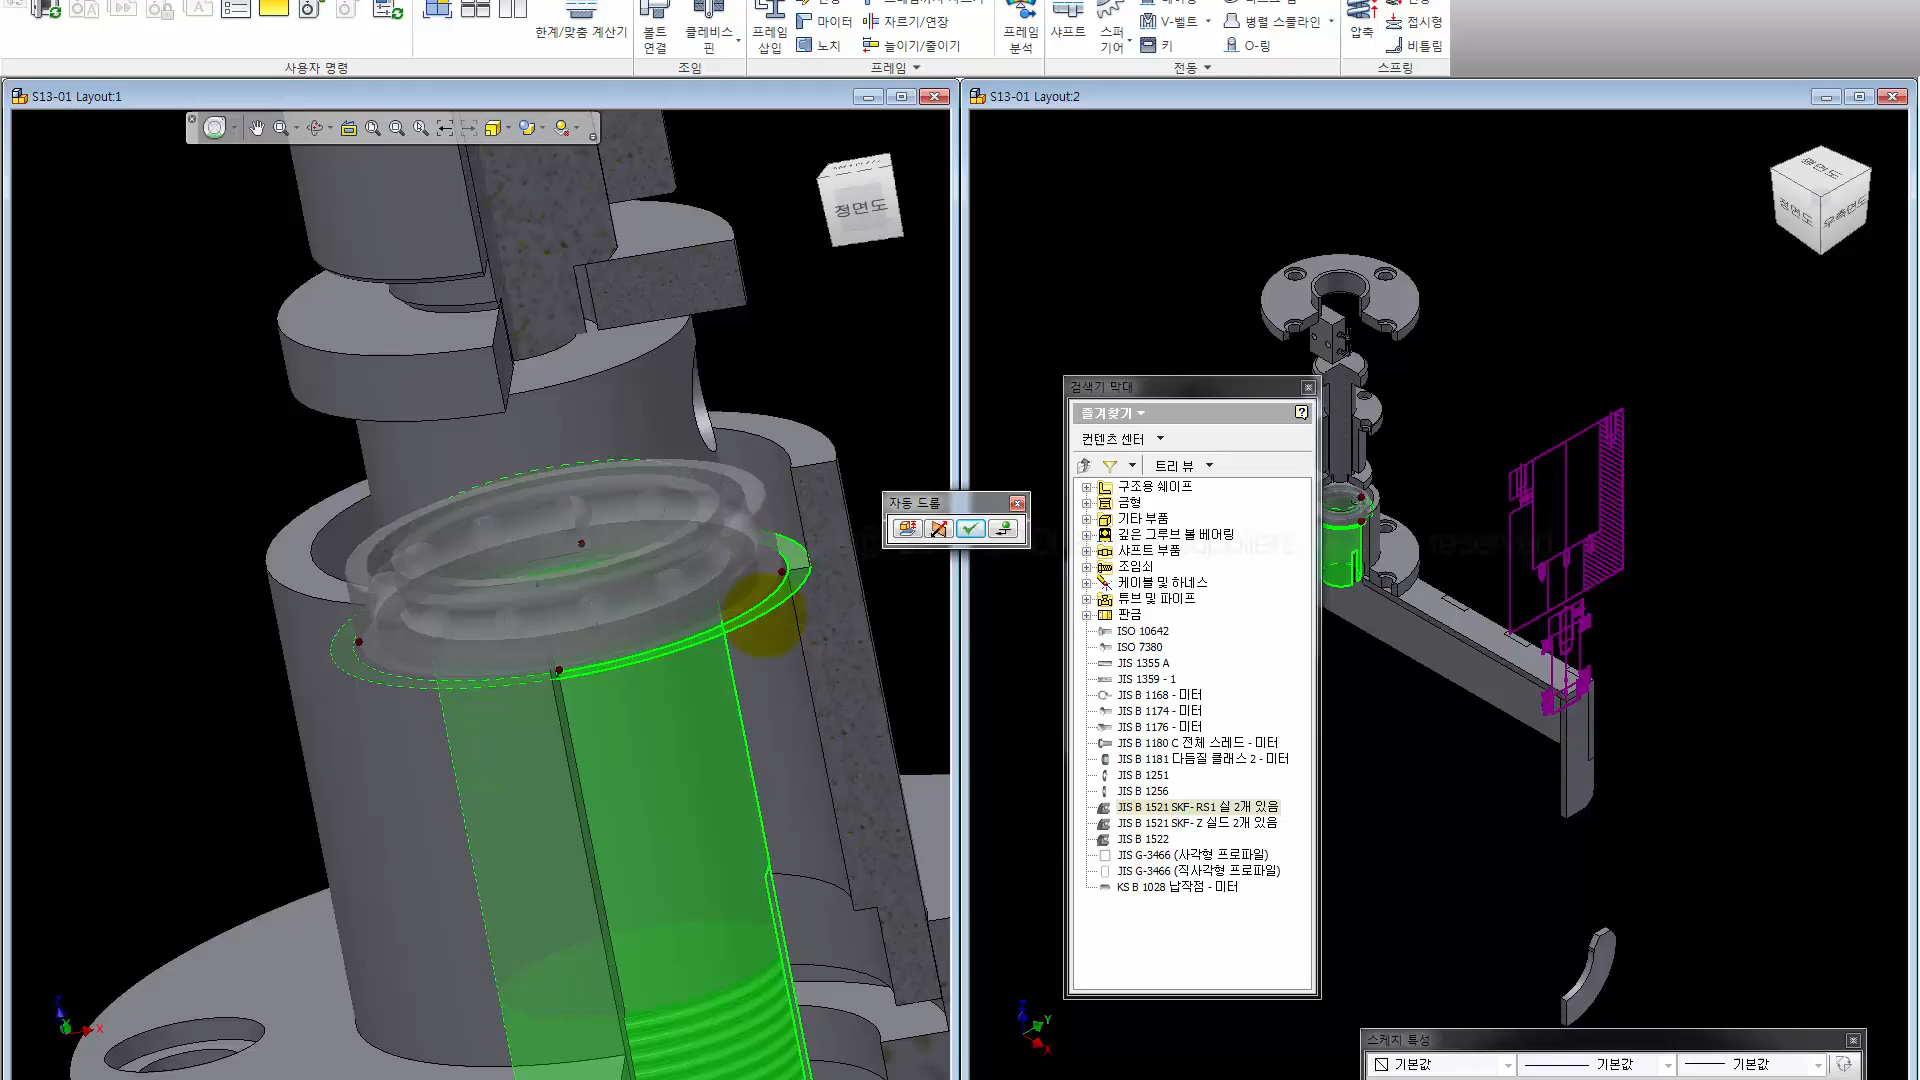 한계/맞춤 계산기
볼트
연결
클레비스
핀
프레임
삽입
마이터
노치
자르기/연장
늘이기/줄이기
프레임
분석
샤프트
스퍼
기어
V-벨트
키
병렬 스플라인
O-링
압축
접시형
비틀림
사용자 명령
조임
프레임
전동
스프링
S13-01 Layout:1
S13-01 Layout:2
정면도
평면도
정면도
우측면도
검색기 막대
즐겨찾기
컨텐츠 센터
트리 뷰
구조용 쉐이프
금형
기타 부품
깊은 그루브 볼 베어링
샤프트 부품
조임쇠
케이블 및 하네스
튜브 및 파이프
판금
ISO 10642
ISO 7380
JIS 1355 A
JIS 1359 - 1
JIS B 1168 - 미터
JIS B 1174 - 미터
JIS B 1176 - 미터
JIS B 1180 C 전체 스레드 - 미터
JIS B 1181 다듬질 클래스 2 - 미터
JIS B 1251
JIS B 1256
JIS B 1521 SKF- RS1 실 2개 있음
JIS B 1521 SKF- Z 실드 2개 있음
JIS B 1522
JIS G-3466 (사각형 프로파일)
JIS G-3466 (직사각형 프로파일)
KS B 1028 납작점 - 미터
자동 드롭
Z
Y
X
Z
Y
X
스케치 특성
기본값
기본값
기본값